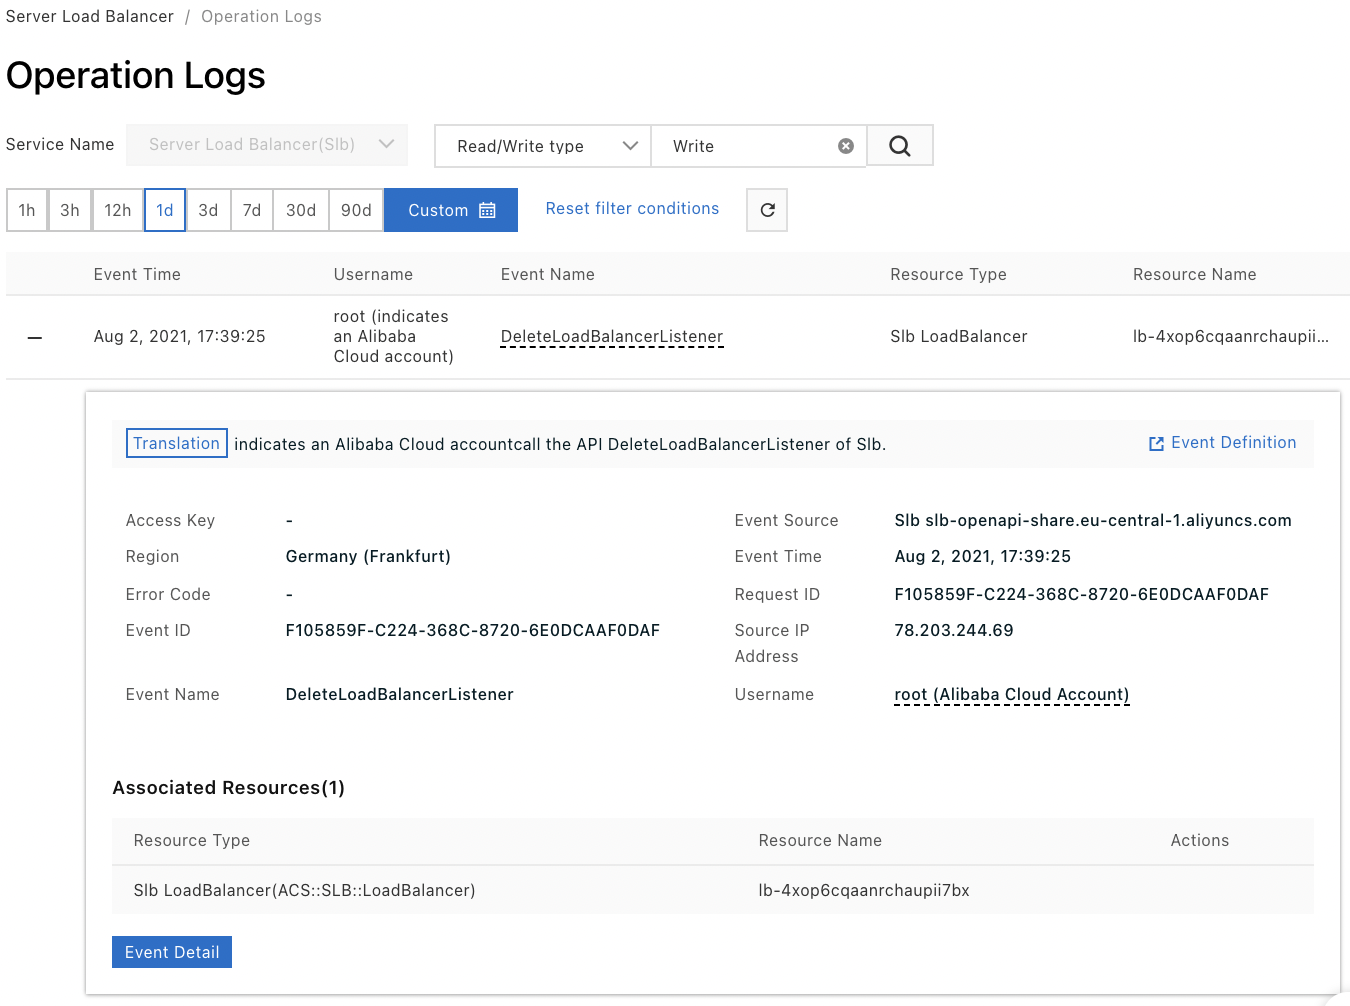 Server Load Balancer / Operation Logs
Operation Logs
Service Name Server Load Balancer(Slb) Read/Write type Write
1h 3h 12h 1d 3d 7d 30d 90d Custom Reset filter conditions
Event Time Username Event Name Resource Type Resource Name
Aug 2, 2021, 17:39:25 root (indicates an Alibaba Cloud account) DeleteLoadBalancerListener Slb LoadBalancer lb-4xop6cqaanrchaupii...
Translation indicates an Alibaba Cloud accountcall the API DeleteLoadBalancerListener of Slb. Event Definition
Access Key - Event Source Slb slb-openapi-share.eu-central-1.aliyuncs.com
Region Germany (Frankfurt) Event Time Aug 2, 2021, 17:39:25
Error Code - Request ID F105859F-C224-368C-8720-6E0DCAAF0DAF
Event ID F105859F-C224-368C-8720-6E0DCAAF0DAF Source IP Address 78.203.244.69
Event Name DeleteLoadBalancerListener Username root (Alibaba Cloud Account)
Associated Resources(1)
Resource Type Resource Name Actions
Slb LoadBalancer(ACS::SLB::LoadBalancer) lb-4xop6cqaanrchaupii7bx
Event Detail